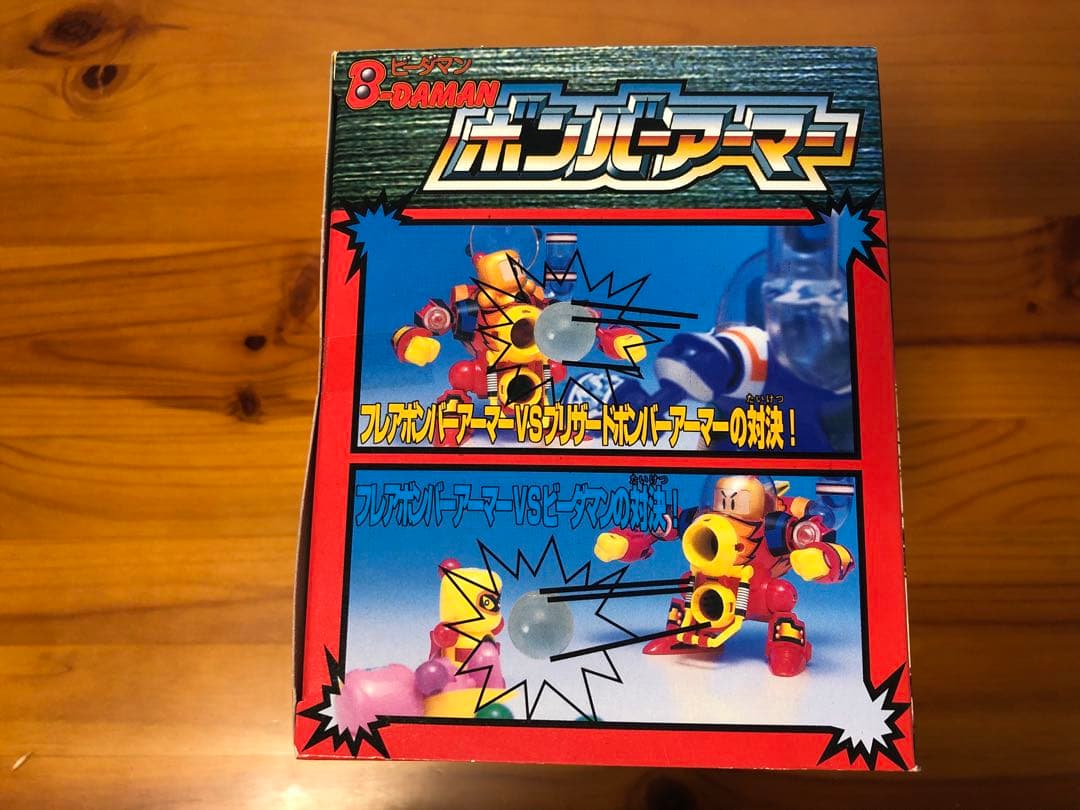 ビーダマン
B-DAMAN
ボンバーアーマー
たいけつ
フレアボンバーアーマーVSブリザードボンバーアーマーの対決！
たいけつ
フレアボンバーアーマーVSビーダマンの対決！